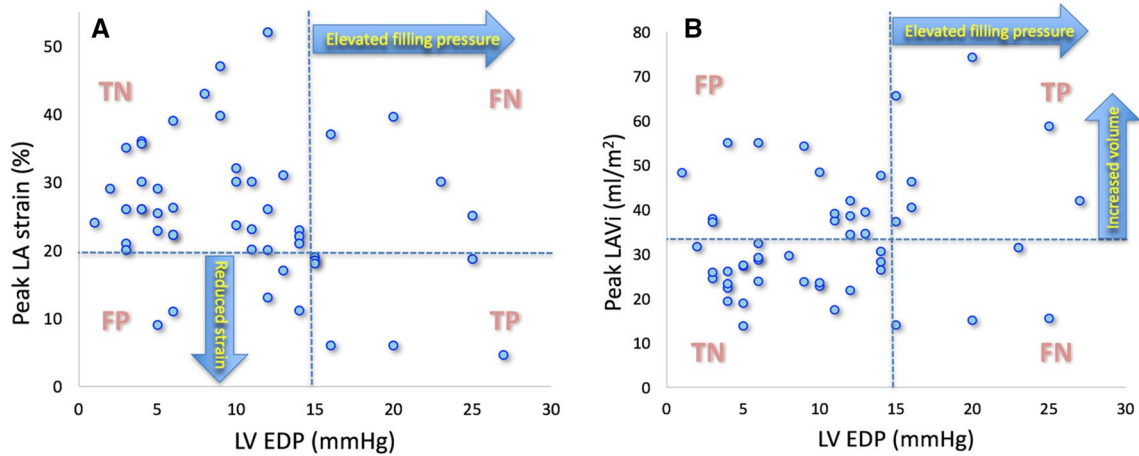 A
Elevated filling pressure
TN
FN
FP
TP
Reduced strain
Peak LA strain (%)
50
40
30
20
10
0
0 5 10 15 20 25 30
LV EDP (mmHg)
B
Elevated filling pressure
FP
TP
TN
FN
Increased volume
Peak LAVi (ml/m²)
80
70
60
50
40
30
20
10
0
0 5 10 15 20 25 30
LV EDP (mmHg)